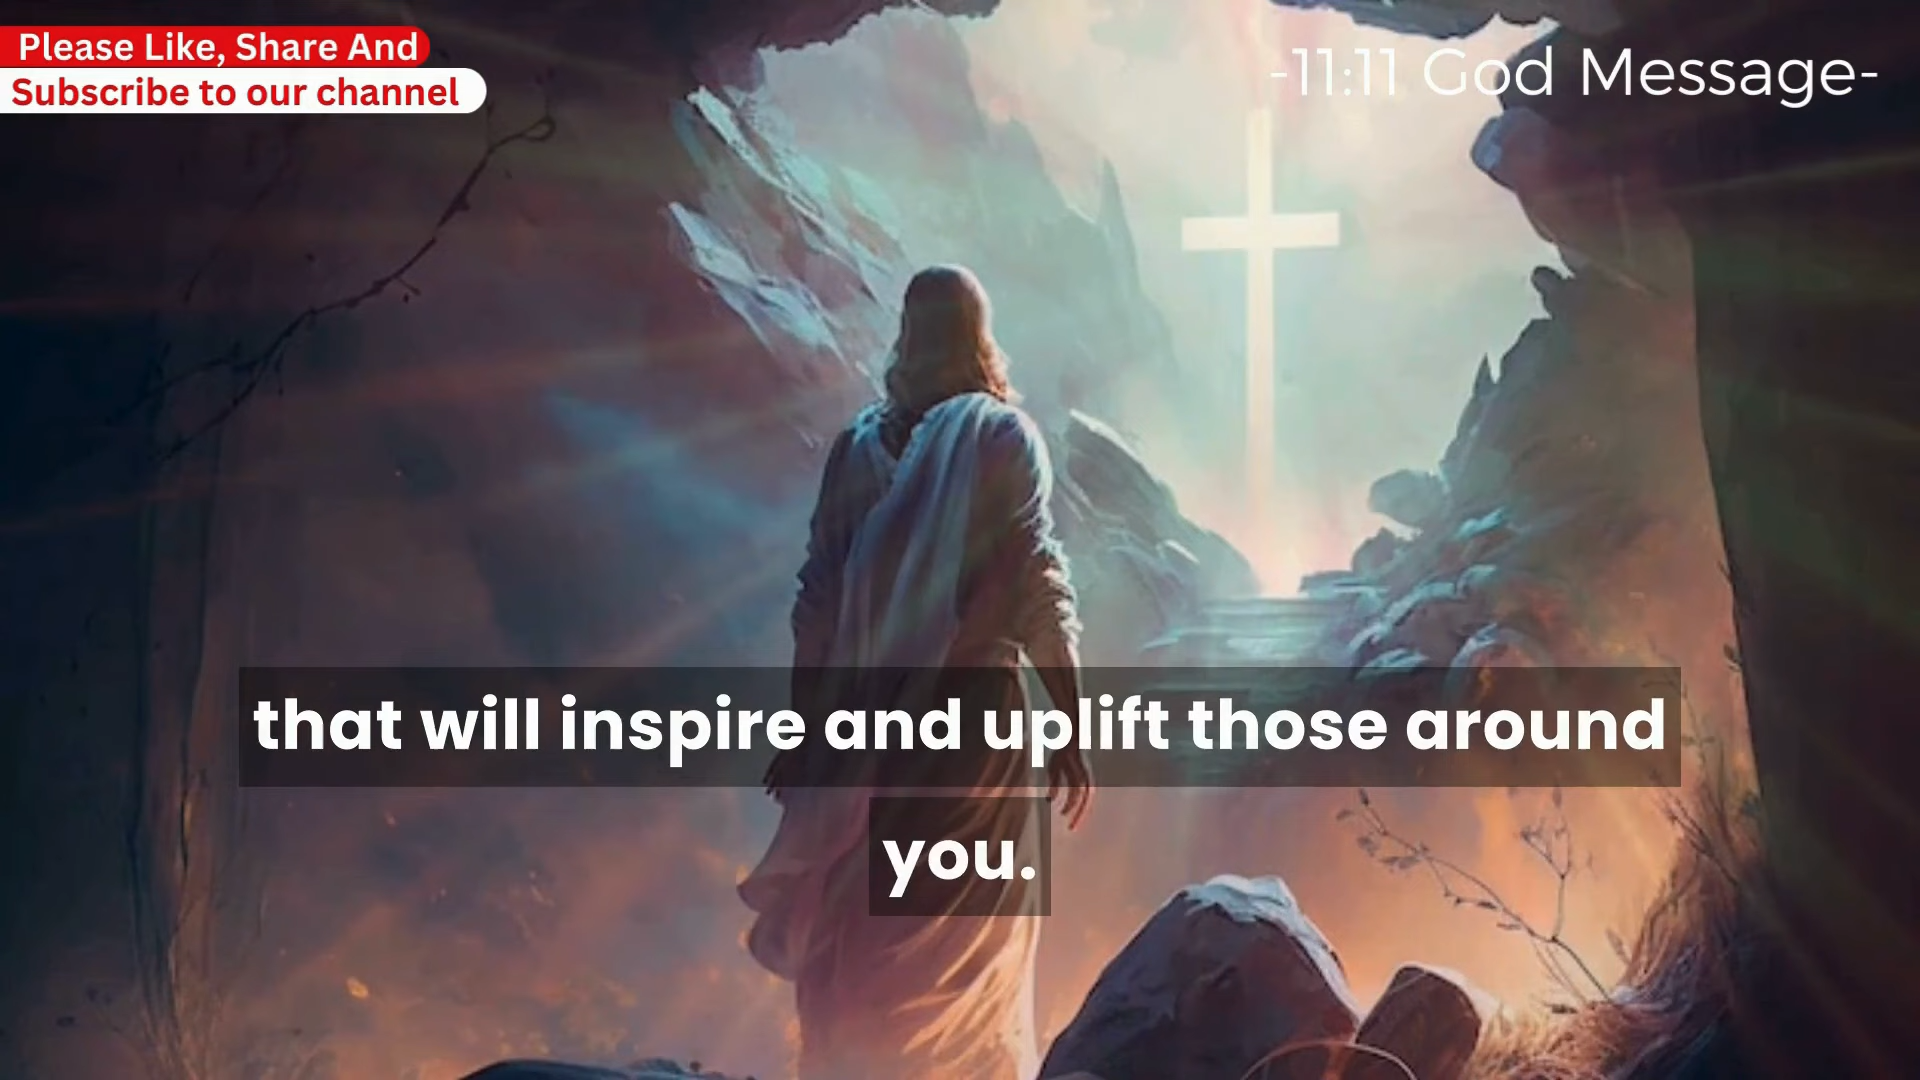 Please Like, Share And
Subscribe to our channel
-11:11 God Message-
that will inspire and uplift those around
you.